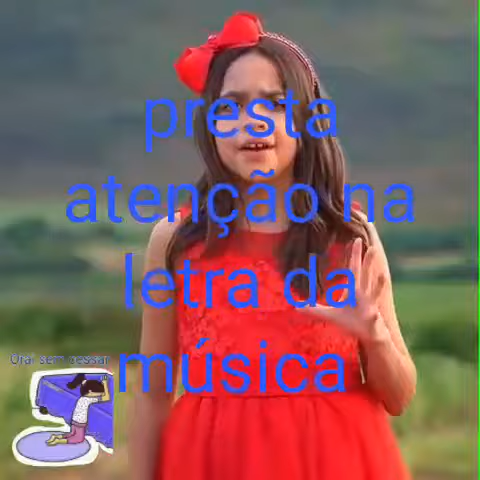 presta
atenção na
letra da
música
Orai sem cessar